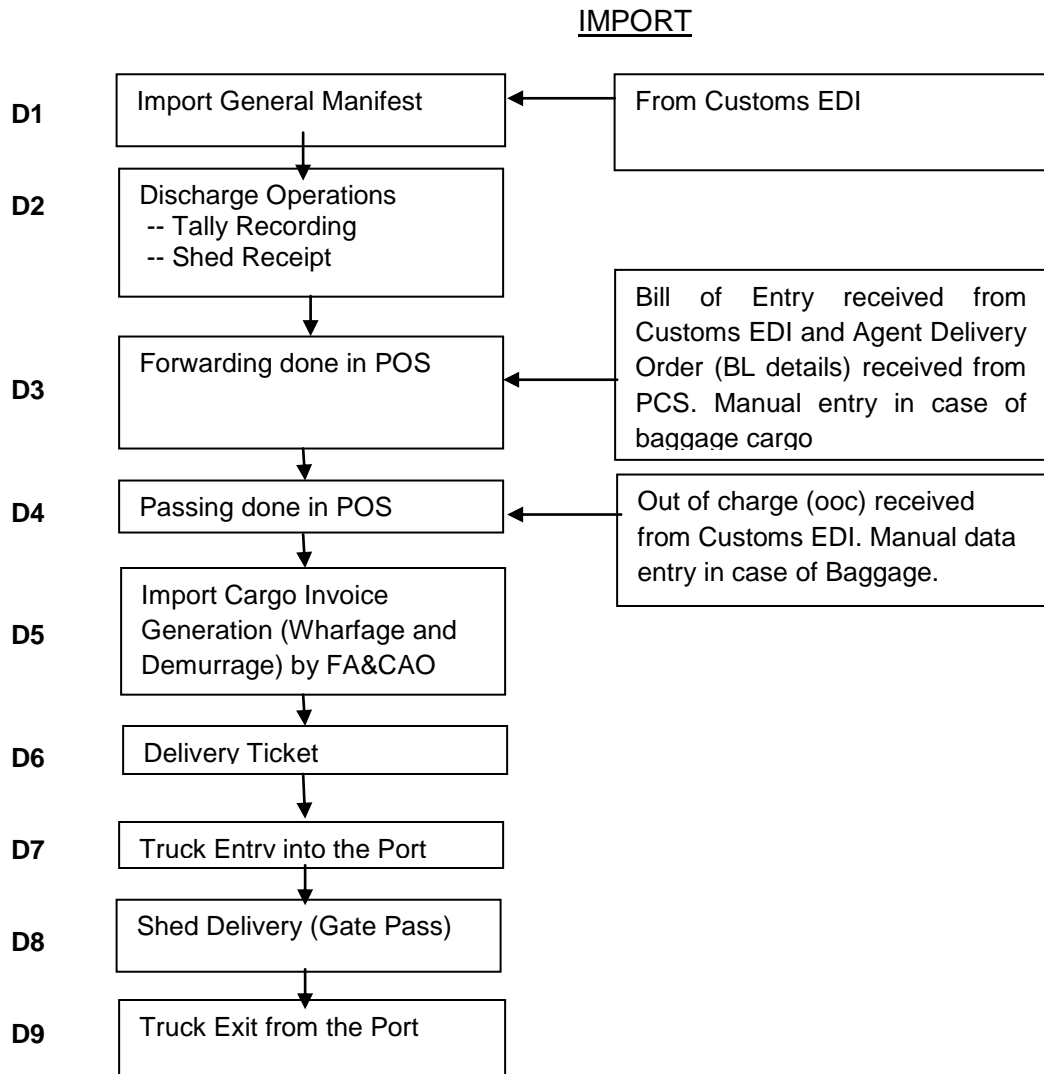 IMPORT
D1
Import General Manifest
From Customs EDI
D2
Discharge Operations
-- Tally Recording
-- Shed Receipt
D3
Forwarding done in POS
Bill of Entry received from
Customs EDI and Agent Delivery
Order (BL details) received from
PCS. Manual entry in case of
baggage cargo
D4
Passing done in POS
Out of charge (ooc) received
from Customs EDI. Manual data
entry in case of Baggage.
D5
Import Cargo Invoice
Generation (Wharfage and
Demurrage) by FA&CAO
D6
Delivery Ticket
D7
Truck Entry into the Port
D8
Shed Delivery (Gate Pass)
D9
Truck Exit from the Port